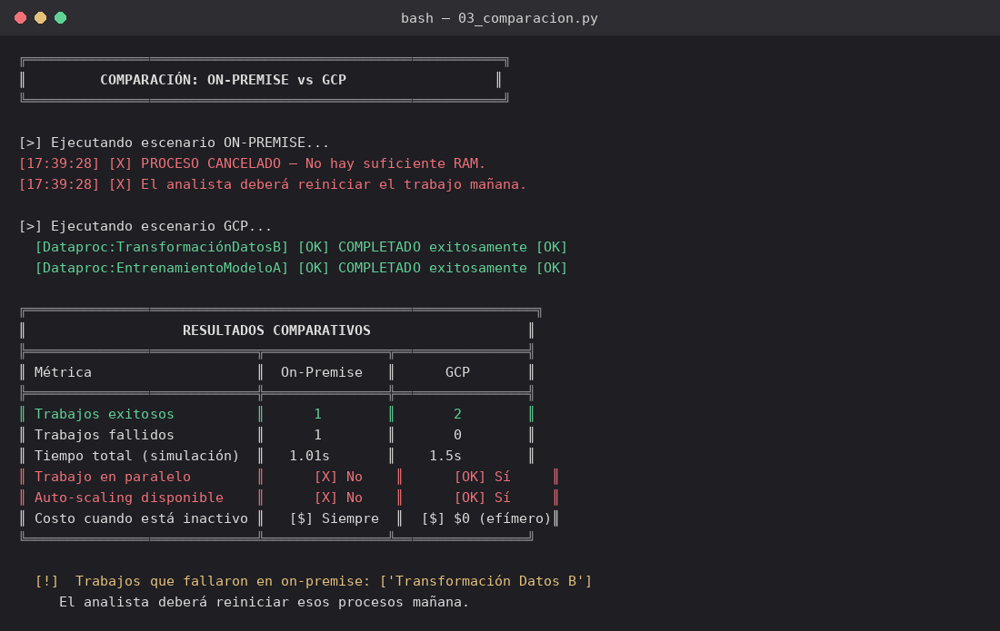 bash — 03_comparacion.py
COMPARACIÓN: ON-PREMISE vs GCP
[>] Ejecutando escenario ON-PREMISE...
[17:39:28] [X] PROCESO CANCELADO — No hay suficiente RAM.
[17:39:28] [X] El analista deberá reiniciar el trabajo mañana.
[>] Ejecutando escenario GCP...
[Dataproc:TransformaciónDatosB] [OK] COMPLETADO exitosamente [OK]
[Dataproc:EntrenamientoModeloA] [OK] COMPLETADO exitosamente [OK]
RESULTADOS COMPARATIVOS
Métrica On-Premise GCP
Trabajos exitosos 1 2
Trabajos fallidos 1 0
Tiempo total (simulación) 1.01s 1.5s
Trabajo en paralelo [X] No [OK] Sí
Auto-scaling disponible [X] No [OK] Sí
Costo cuando está inactivo [$] Siempre [$] $0 (efímero)
[!] Trabajos que fallaron en on-premise: ['Transformación Datos B']
El analista deberá reiniciar esos procesos mañana.